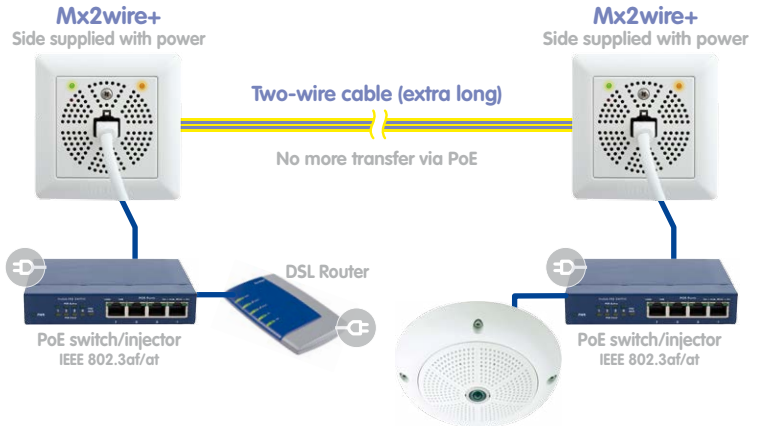 Mx2wire+
Side supplied with power
Mx2wire+
Side supplied with power
Two-wire cable (extra long)
No more transfer via PoE
DSL Router
PoE switch/injector
IEEE 802.3af/at
PoE switch/injector
IEEE 802.3af/at